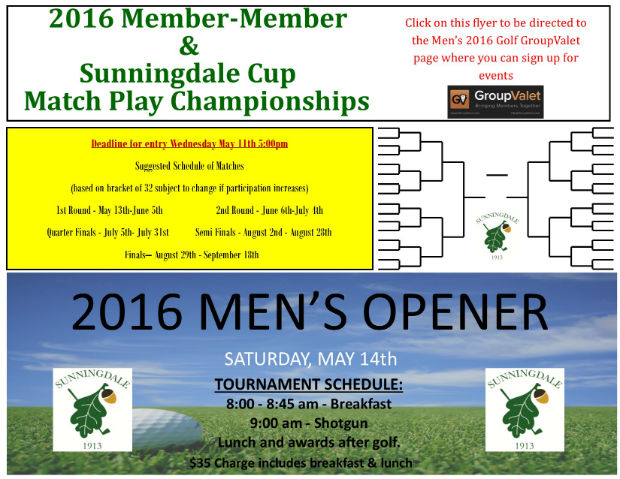 2016 Member-Member
&
Sunningdale Cup
Match Play Championships
Click on this flyer to be directed to
the Men's 2016 Golf GroupValet
page where you can sign up for
events
GV GroupValet
Bringing Members Together
Deadline for entry Wednesday May 11th 5:00pm
Suggested Schedule of Matches
(based on bracket of 32 subject to change if participation increases)
1st Round - May 13th-June 5th 2nd Round - June 6th-July 4th
Quarter Finals - July 5th- July 31st Semi Finals - August 2nd - August 28th
Finals— August 29th - September 18th
SUNNINGDALE
1913
2016 MEN'S OPENER
SATURDAY, MAY 14th
TOURNAMENT SCHEDULE:
8:00 - 8:45 am - Breakfast
9:00 am - Shotgun
Lunch and awards after golf.
$35 Charge includes breakfast & lunch
SUNNINGDALE
1913
SUNNINGDALE
1913